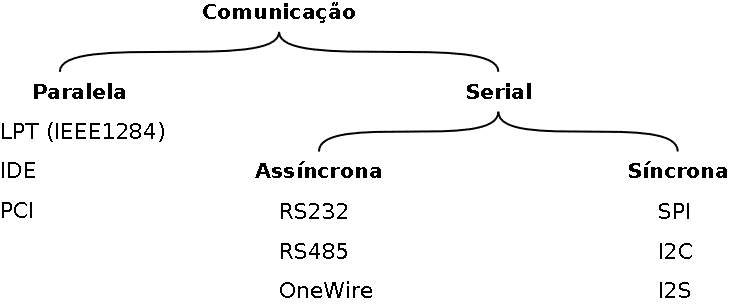 Comunicação
Paralela
Serial
LPT (IEEE1284)
IDE
PCI
Assíncrona
Síncrona
RS232
RS485
OneWire
SPI
I2C
I2S